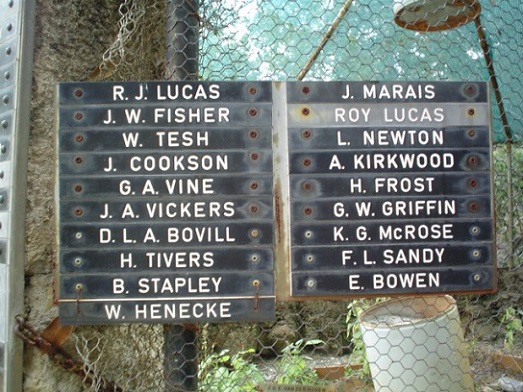 R. J. LUCAS
J. W. FISHER
W. TESH
J. COOKSON
G. A. VINE
J. A. VICKERS
D. L. A. BOVILL
H. TIVERS
B. STAPLEY
W. HENECKE
J. MARAIS
ROY LUCAS
L. NEWTON
A. KIRKWOOD
H. FROST
G. W. GRIFFIN
K. G. McROSE
F. L. SANDY
E. BOWEN